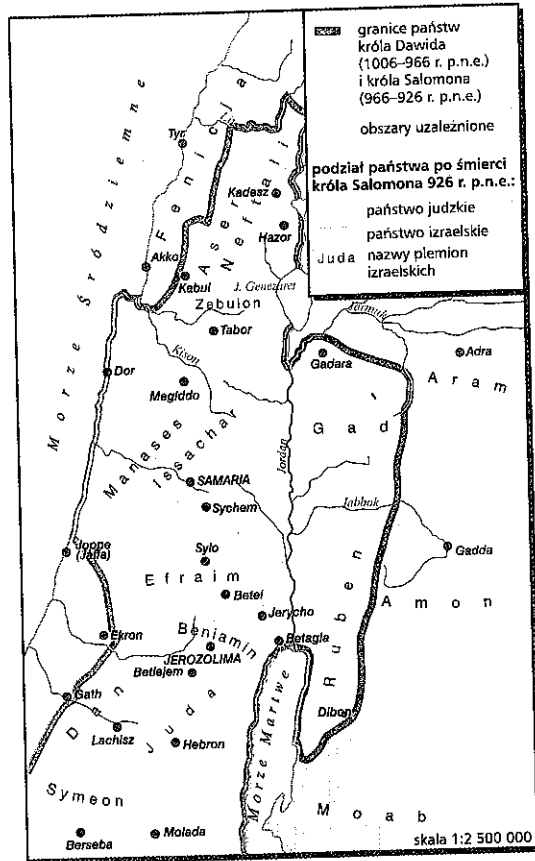 granice państw
króla Dawida
(1006–966 r. p.n.e.)
i króla Salomona
(966–926 r. p.n.e.)
obszary uzależnione
podział państwa po śmierci
króla Salomona 926 r. p.n.e.:
państwo judzkie
państwo izraelskie
Juda nazwy plemion
izraelskich
Morze Śródziemne
Fenicja
Tyr
Kadesz
Aser
Neftali
Hazor
Akko
Kabul
J. Genezaret
Zebulon
Jarmuk
Tabor
Kison
Dor
Gadara
Adra
Aram
Megiddo
Manases
Issachar
Gad
Jordan
SAMARIA
Sychem
Jabbok
Joppe
(Jaffa)
Sylo
Gadda
Efraim
Betel
Amon
Jerycho
Ruben
Ekron
Beniamin
Betagla
JEROZOLIMA
Betlejem
Gath
Dan
Juda
Dibon
Lachisz
Hebron
Morze Martwe
Symeon
Moab
Berseba
Molada
skala 1:2 500 000